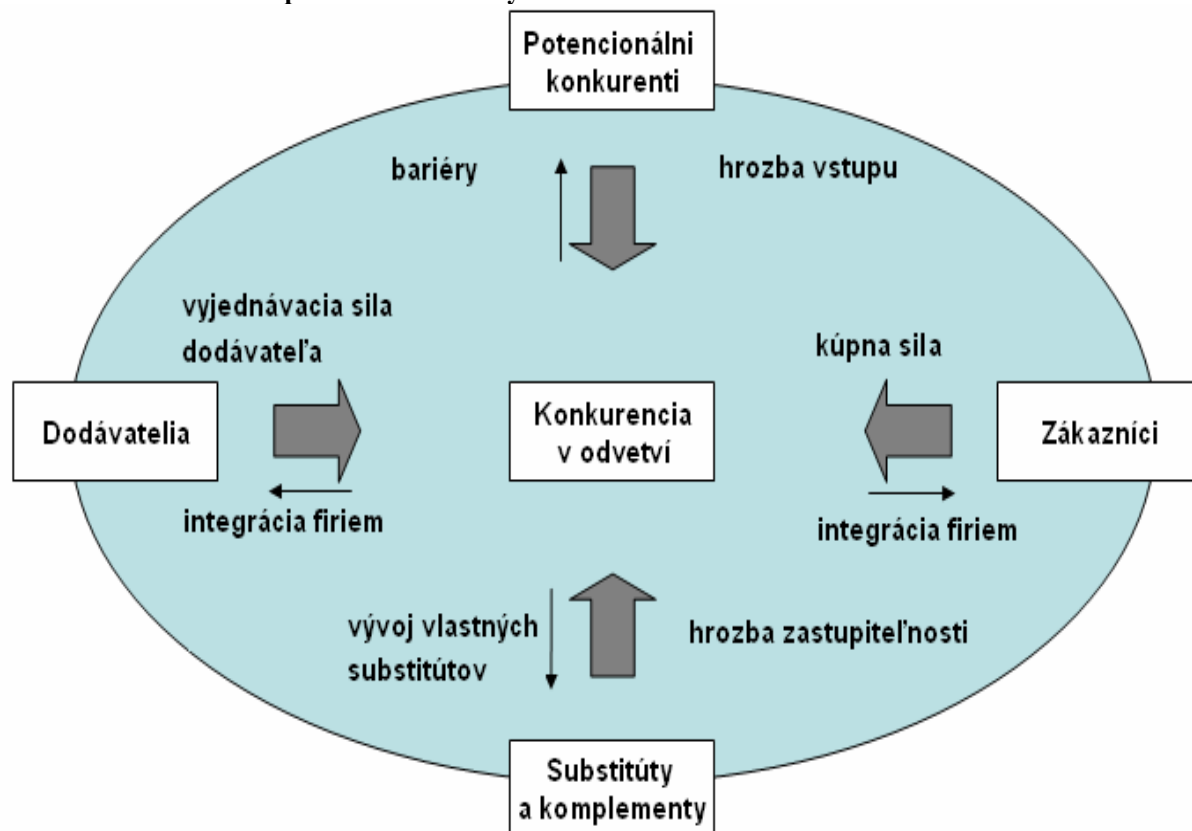 Potencionálni
konkurenti
bariéry
hrozba vstupu
vyjednávacia sila
dodávateľa
kúpna sila
Dodávatelia
Konkurencia
v odvetví
Zákazníci
integrácia firiem
integrácia firiem
vývoj vlastných
substitútov
hrozba zastupiteľnosti
Substitúty
a komplementy